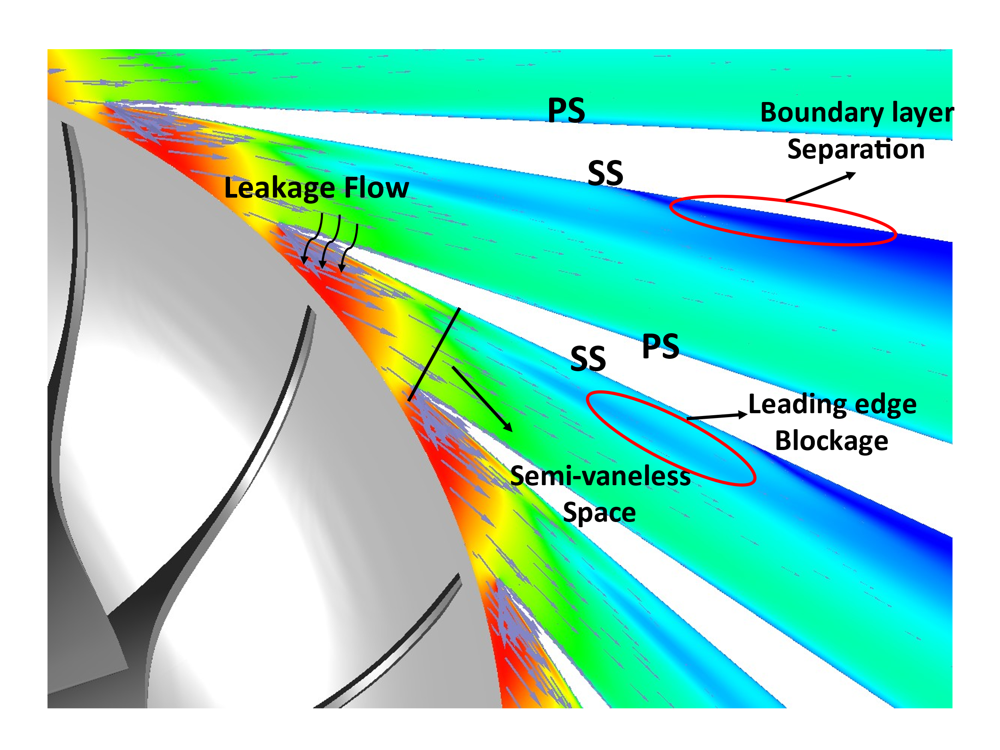 PS
Boundary layer
Separation
SS
Leakage Flow
PS
SS
Leading edge
Blockage
Semi-vaneless
Space